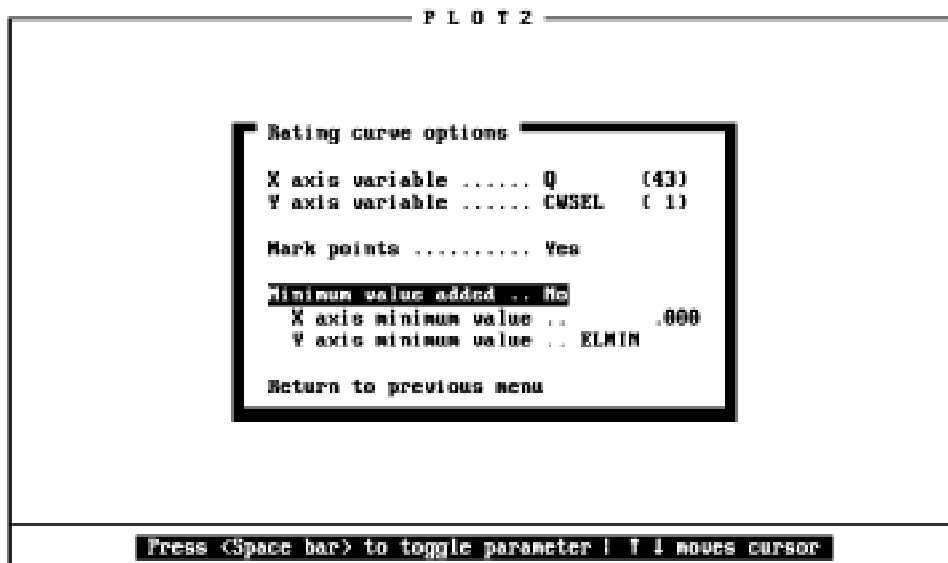 P L O T 2
Rating curve options
X axis variable ...... Q (43)
Y axis variable ...... CWSEL ( 1)
Mark points .......... Yes
Minimum value added .. No
X axis minimum value .. .000
Y axis minimum value .. ELMIN
Return to previous menu
Press <Space bar> to toggle parameter | ↑ ↓ moves cursor